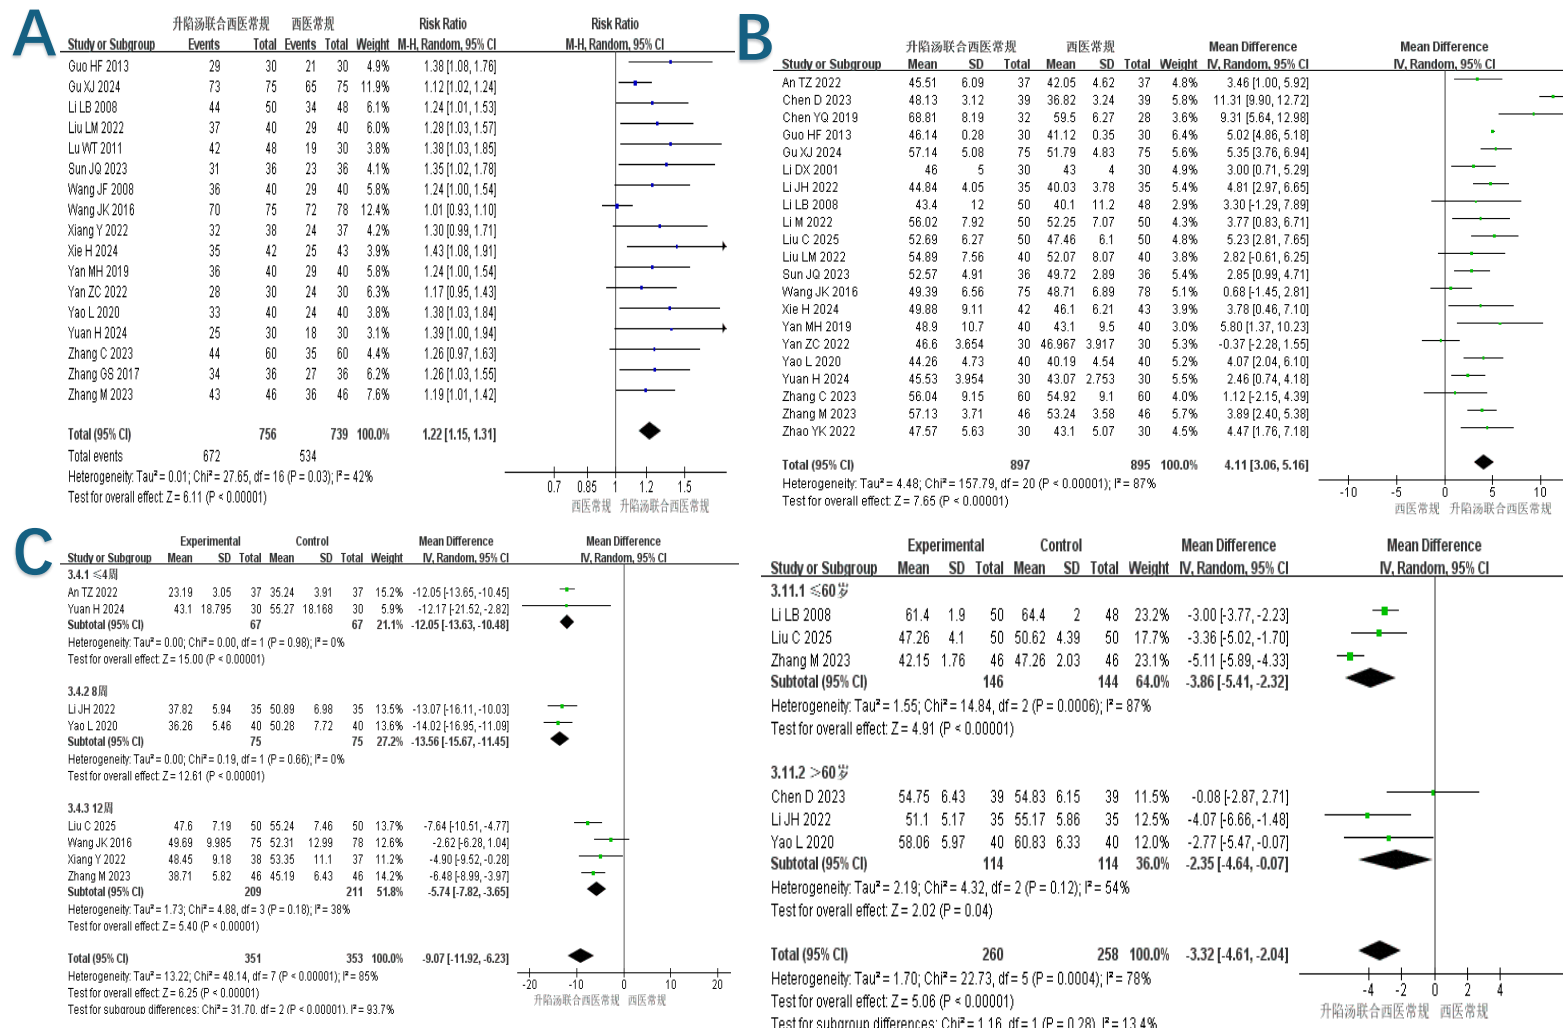 A
升陷汤联合西医常规 西医常规 Risk Ratio Risk Ratio
Study or Subgroup Events Total Events Total Weight M-H, Random, 95% CI M-H, Random, 95% CI
Guo HF 2013 29 30 21 30 4.9% 1.38 [1.08, 1.76]
Gu XJ 2024 73 75 65 75 11.9% 1.12 [1.02, 1.24]
Li LB 2008 44 50 34 48 6.1% 1.24 [1.01, 1.53]
Liu LM 2022 37 40 29 40 6.0% 1.28 [1.03, 1.57]
Lu WT 2011 42 48 19 30 3.8% 1.38 [1.03, 1.85]
Sun JQ 2023 31 36 23 36 4.1% 1.35 [1.02, 1.78]
Wang JF 2008 36 40 29 40 5.8% 1.24 [1.00, 1.54]
Wang JK 2016 70 75 72 78 12.4% 1.01 [0.93, 1.10]
Xiang Y 2022 32 38 24 37 4.1% 1.30 [0.99, 1.71]
Xie H 2024 35 42 25 43 3.9% 1.43 [1.08, 1.91]
Yan MH 2019 36 40 29 40 5.8% 1.24 [1.00, 1.54]
Yan ZC 2022 28 30 24 30 6.3% 1.17 [0.95, 1.43]
Yao L 2020 33 40 24 40 3.8% 1.38 [1.03, 1.84]
Yuan H 2024 25 30 18 30 3.1% 1.39 [1.00, 1.94]
Zhang C 2023 44 60 35 60 4.4% 1.26 [0.97, 1.63]
Zhang GS 2017 34 36 27 36 6.2% 1.26 [1.03, 1.55]
Zhang M 2023 43 46 36 46 7.6% 1.19 [1.01, 1.42]
Total (95% CI) 756 739 100.0% 1.22 [1.15, 1.31]
Total events 672 534
Heterogeneity: Tau² = 0.01; Chi² = 27.65, df = 16 (P = 0.03); I² = 42%
Test for overall effect: Z = 6.11 (P < 0.00001)
0.7 0.85 1 1.2 1.5
西医常规 升陷汤联合西医常规
B
升陷汤联合西医常规 西医常规 Mean Difference Mean Difference
Study or Subgroup Mean SD Total Mean SD Total Weight IV, Random, 95% CI IV, Random, 95% CI
An TZ 2022 45.51 6.09 37 42.05 4.62 37 4.8% 3.46 [1.00, 5.92]
Chen D 2023 48.13 3.12 39 36.82 3.24 39 5.8% 11.31 [9.90, 12.72]
Chen YQ 2019 68.81 8.19 32 59.5 6.27 28 3.6% 9.31 [5.64, 12.98]
Guo HF 2013 46.14 0.28 30 41.12 0.35 30 6.4% 5.02 [4.86, 5.18]
Gu XJ 2024 57.14 5.08 75 51.79 4.83 75 5.6% 5.35 [3.76, 6.94]
Li DX 2001 46 5 30 43 4 30 5.0% 3.00 [0.71, 5.29]
Li JH 2022 44.84 4.05 35 40.03 3.78 35 5.4% 4.81 [2.97, 6.65]
Li LB 2008 43.4 12 50 40.1 11.2 48 2.9% 3.30 [-1.29, 7.89]
Li M 2022 56.02 7.92 50 52.25 7.07 50 4.3% 3.77 [0.83, 6.71]
Liu C 2025 52.69 6.27 50 47.46 6.1 50 4.8% 5.23 [2.81, 7.65]
Liu LM 2022 54.89 7.56 40 52.07 8.07 40 3.8% 2.82 [-0.61, 6.25]
Sun JQ 2023 52.57 4.91 36 49.72 2.89 36 5.4% 2.85 [0.99, 4.71]
Wang JK 2016 49.39 6.56 75 48.71 6.89 78 5.1% 0.68 [-1.45, 2.81]
Xie H 2024 49.88 9.11 42 46.1 6.21 43 3.9% 3.78 [0.46, 7.10]
Yan MH 2019 48.9 10.7 40 43.1 9.5 40 3.0% 5.80 [1.37, 10.23]
Yan ZC 2022 46.6 3.654 30 46.967 3.917 30 5.3% -0.37 [-2.28, 1.55]
Yao L 2020 44.26 4.73 40 40.19 4.54 40 5.2% 4.07 [2.04, 6.10]
Yuan H 2024 45.53 3.954 30 43.07 2.753 30 5.5% 2.46 [0.74, 4.18]
Zhang C 2023 56.04 9.15 60 54.92 9.1 60 4.0% 1.12 [-2.15, 4.39]
Zhang M 2023 57.13 3.71 46 53.24 3.58 46 5.7% 3.89 [2.40, 5.38]
Zhao YK 2022 47.57 5.63 30 43.1 5.07 30 4.5% 4.47 [1.76, 7.18]
Total (95% CI) 897 895 100.0% 4.11 [3.06, 5.16]
Heterogeneity: Tau² = 4.48; Chi² = 157.79, df = 20 (P < 0.00001); I² = 87%
Test for overall effect: Z = 7.65 (P < 0.00001)
-10 -5 0 5 10
西医常规 升陷汤联合西医常规
C
Experimental Control Mean Difference Mean Difference
Study or Subgroup Mean SD Total Mean SD Total Weight IV, Random, 95% CI IV, Random, 95% CI
3.4.1 ≤4周
An TZ 2022 23.19 3.05 37 35.24 3.91 37 15.2% -12.05 [-13.65, -10.45]
Yuan H 2024 43.1 18.795 30 55.27 18.168 30 5.9% -12.17 [-21.52, -2.82]
Subtotal (95% CI) 67 67 21.1% -12.05 [-13.63, -10.48]
Heterogeneity: Tau² = 0.00; Chi² = 0.00, df = 1 (P = 0.98); I² = 0%
Test for overall effect: Z = 15.00 (P < 0.00001)
3.4.2 8周
Li JH 2022 37.82 5.94 35 50.89 6.98 35 13.5% -13.07 [-16.11, -10.03]
Yao L 2020 36.26 5.46 40 50.28 7.72 40 13.6% -14.02 [-16.95, -11.09]
Subtotal (95% CI) 75 75 27.2% -13.56 [-15.67, -11.45]
Heterogeneity: Tau² = 0.00; Chi² = 0.19, df = 1 (P = 0.66); I² = 0%
Test for overall effect: Z = 12.61 (P < 0.00001)
3.4.3 12周
Liu C 2025 47.6 7.19 50 55.24 7.46 50 13.7% -7.64 [-10.51, -4.77]
Wang JK 2016 49.69 9.985 75 52.31 12.99 78 12.6% -2.62 [-6.28, 1.04]
Xiang Y 2022 48.45 9.18 38 53.35 11.1 37 11.2% -4.90 [-9.52, -0.28]
Zhang M 2023 38.71 5.82 46 45.19 6.43 46 14.2% -6.48 [-8.99, -3.97]
Subtotal (95% CI) 209 211 51.8% -5.74 [-7.82, -3.65]
Heterogeneity: Tau² = 1.73; Chi² = 4.88, df = 3 (P = 0.18); I² = 38%
Test for overall effect: Z = 5.40 (P < 0.00001)
Total (95% CI) 351 353 100.0% -9.07 [-11.92, -6.23]
Heterogeneity: Tau² = 13.22; Chi² = 48.14, df = 7 (P < 0.00001); I² = 85%
Test for overall effect: Z = 6.25 (P < 0.00001)
Test for subgroup differences: Chi² = 31.70, df = 2 (P < 0.00001), I² = 93.7%
-20 -10 0 10 20
升陷汤联合西医常规 西医常规
Experimental Control Mean Difference Mean Difference
Study or Subgroup Mean SD Total Mean SD Total Weight IV, Random, 95% CI IV, Random, 95% CI
3.11.1 ≤60岁
Li LB 2008 61.4 1.9 50 64.4 2 48 23.2% -3.00 [-3.77, -2.23]
Liu C 2025 47.26 4.1 50 50.62 4.39 50 17.7% -3.36 [-5.02, -1.70]
Zhang M 2023 42.15 1.76 46 47.26 2.03 46 23.1% -5.11 [-5.89, -4.33]
Subtotal (95% CI) 146 144 64.0% -3.86 [-5.41, -2.32]
Heterogeneity: Tau² = 1.55; Chi² = 14.84, df = 2 (P = 0.0006); I² = 87%
Test for overall effect: Z = 4.91 (P < 0.00001)
3.11.2 >60岁
Chen D 2023 54.75 6.43 39 54.83 6.15 39 11.5% -0.08 [-2.87, 2.71]
Li JH 2022 51.1 5.17 35 55.17 5.86 35 12.5% -4.07 [-6.66, -1.48]
Yao L 2020 58.06 5.97 40 60.83 6.33 40 12.0% -2.77 [-5.47, -0.07]
Subtotal (95% CI) 114 114 36.0% -2.35 [-4.64, -0.07]
Heterogeneity: Tau² = 2.19; Chi² = 4.32, df = 2 (P = 0.12); I² = 54%
Test for overall effect: Z = 2.02 (P = 0.04)
Total (95% CI) 260 258 100.0% -3.32 [-4.61, -2.04]
Heterogeneity: Tau² = 1.70; Chi² = 22.73, df = 5 (P = 0.0004); I² = 78%
Test for overall effect: Z = 5.06 (P < 0.00001)
Test for subgroup differences: Chi² = 1.16, df = 1 (P = 0.28), I² = 13.4%
-4 -2 0 2 4
升陷汤联合西医常规 西医常规